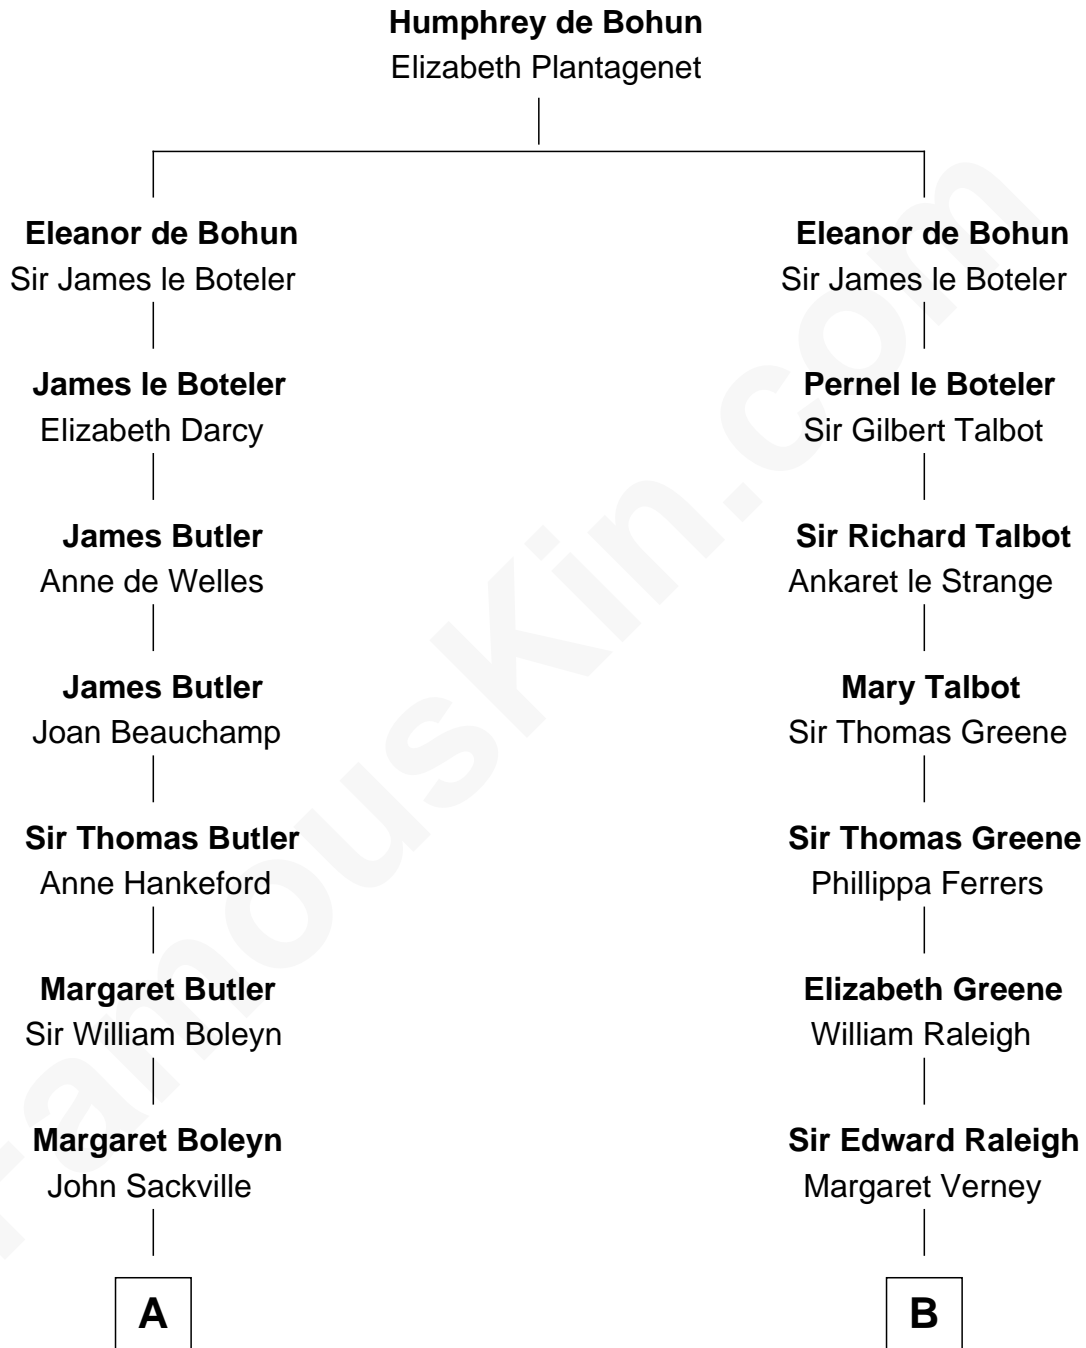 Humphrey de Bohun
Elizabeth Plantagenet
Eleanor de Bohun
Sir James le Boteler
Eleanor de Bohun
Sir James le Boteler
James le Boteler
Elizabeth Darcy
Pernel le Boteler
Sir Gilbert Talbot
James Butler
Anne de Welles
Sir Richard Talbot
Ankaret le Strange
James Butler
Joan Beauchamp
Mary Talbot
Sir Thomas Greene
Sir Thomas Butler
Anne Hankeford
Sir Thomas Greene
Phillippa Ferrers
Margaret Butler
Sir William Boleyn
Elizabeth Greene
William Raleigh
Margaret Boleyn
John Sackville
Sir Edward Raleigh
Margaret Verney
A
B
FamousKin.com